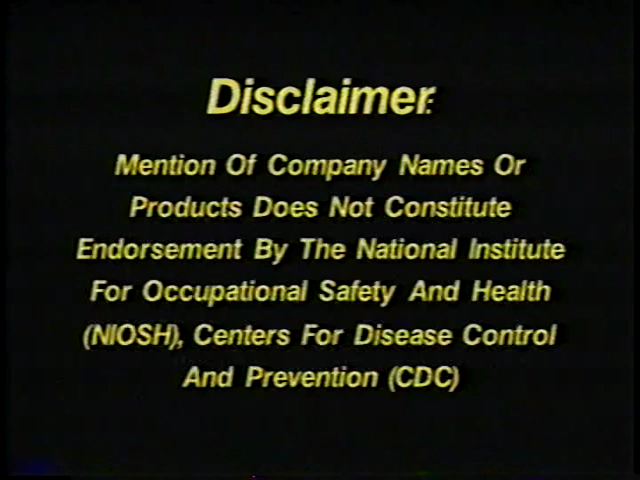 Disclaimer:
Mention Of Company Names Or
Products Does Not Constitute
Endorsement By The National Institute
For Occupational Safety And Health
(NIOSH), Centers For Disease Control
And Prevention (CDC)